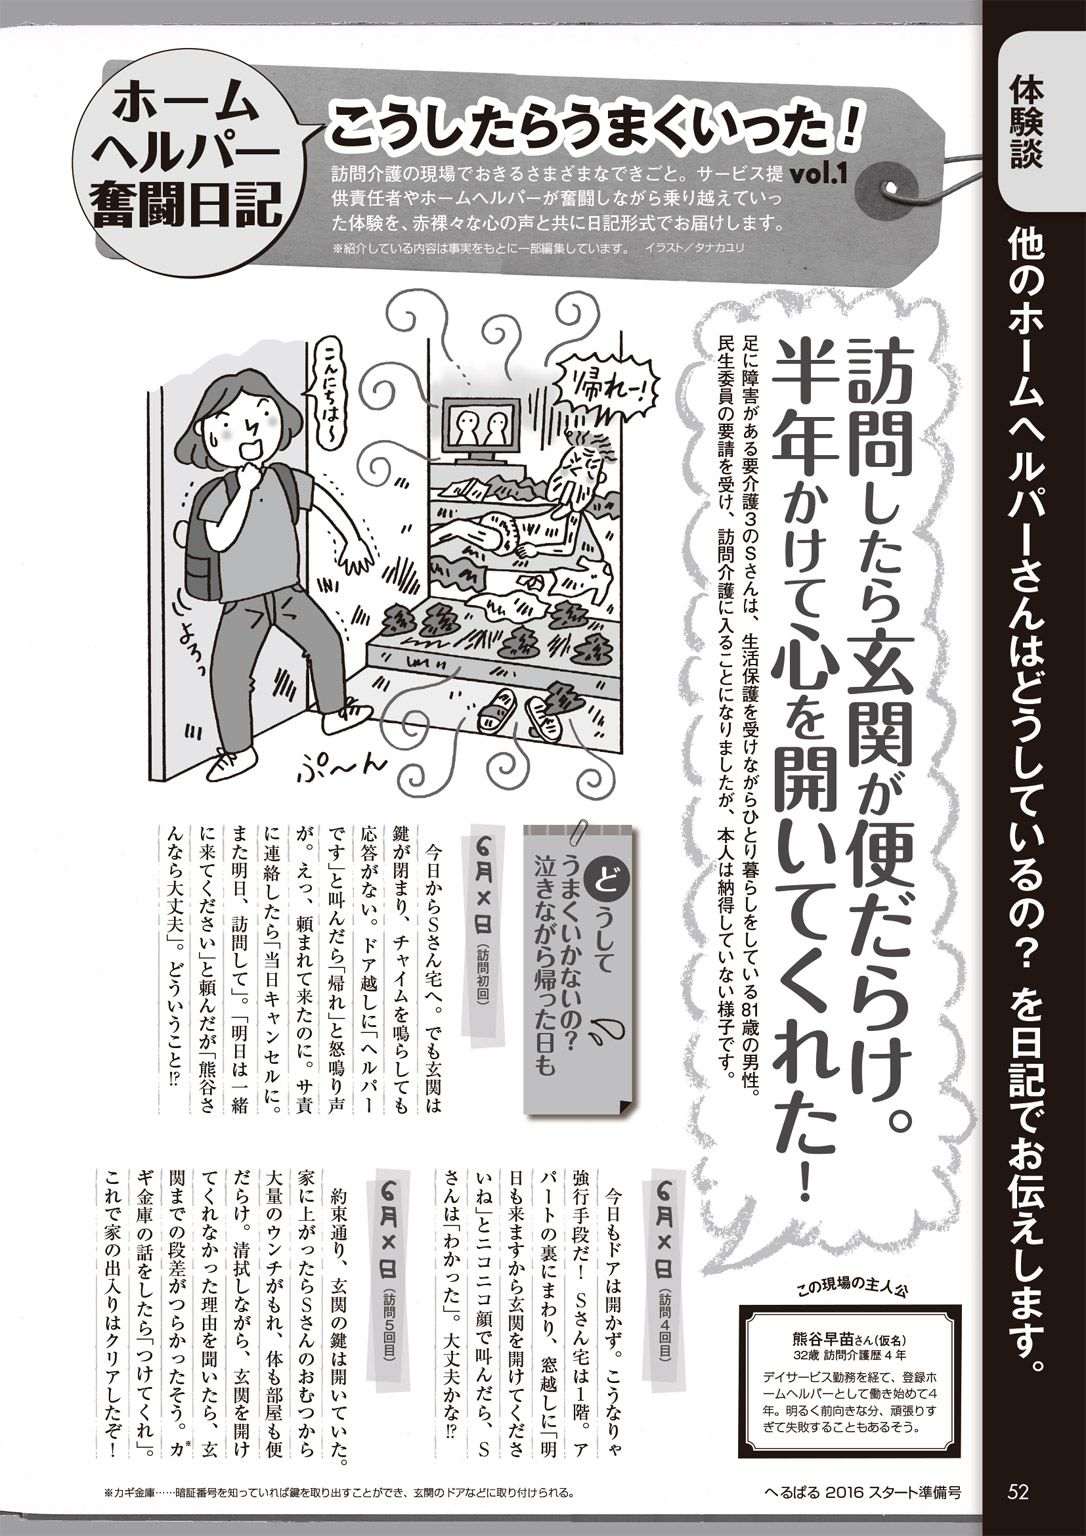 体験談
他のホームヘルパーさんはどうしているの？ を日記でお伝えします。
ホーム
ヘルパー
奮闘日記
こうしたらうまくいった！
vol.1
訪問介護の現場でおきるさまざまなできごと。サービス提
供責任者やホームヘルパーが奮闘しながら乗り越えていっ
た体験を、赤裸々な心の声と共に日記形式でお届けします。
※紹介している内容は事実をもとに一部編集しています。　イラスト／タナカユリ
訪問したら玄関が便だらけ。
半年かけて心を開いてくれた！
足に障害がある要介護3のSさんは、生活保護を受けながらひとり暮らしをしている81歳の男性。
民生委員の要請を受け、訪問介護に入ることになりましたが、本人は納得していない様子です。
こんにちは〜
帰れー！
よろっ
ぷ〜ん
どうして
うまくいかないの？
泣きながら帰った日も
6月×日（訪問初回）
今日からSさん宅へ。でも玄関は
鍵が閉まり、チャイムを鳴らしても
応答がない。ドア越しに「ヘルパー
です」と叫んだら「帰れ」と怒鳴り声
が。えっ、頼まれて来たのに。サ責
に連絡したら「当日キャンセルに。
また明日、訪問して」。「明日は一緒
に来てください」と頼んだが「熊谷さ
んなら大丈夫」。どういうこと!?
6月×日（訪問4回目）
今日もドアは開かず。こうなりゃ
強行手段だ！ Sさん宅は1階。ア
パートの裏にまわり、窓越しに「明
日も来ますから玄関を開けてくださ
いね」とニコニコ顔で叫んだら、S
さんは「わかった」。大丈夫かな!?
6月×日（訪問5回目）
約束通り、玄関の鍵は開いていた。
家に上がったらSさんのおむつから
大量のウンチがもれ、体も部屋も便
だらけ。清拭しながら、玄関を開け
てくれなかった理由を聞いたら、玄
関までの段差がつらかったそう。カ※
ギ金庫の話をしたら「つけてくれ」。
これで家の出入りはクリアしたぞ！
この現場の主人公
熊谷早苗さん（仮名）
32歳 訪問介護歴4年
デイサービス勤務を経て、登録ホ
ームヘルパーとして働き始めて4
年。明るく前向きな分、頑張りす
ぎて失敗することもあるそう。
※カギ金庫……暗証番号を知っていれば鍵を取り出すことができ、玄関のドアなどに取り付けられる。
へるぱる 2016 スタート準備号
52